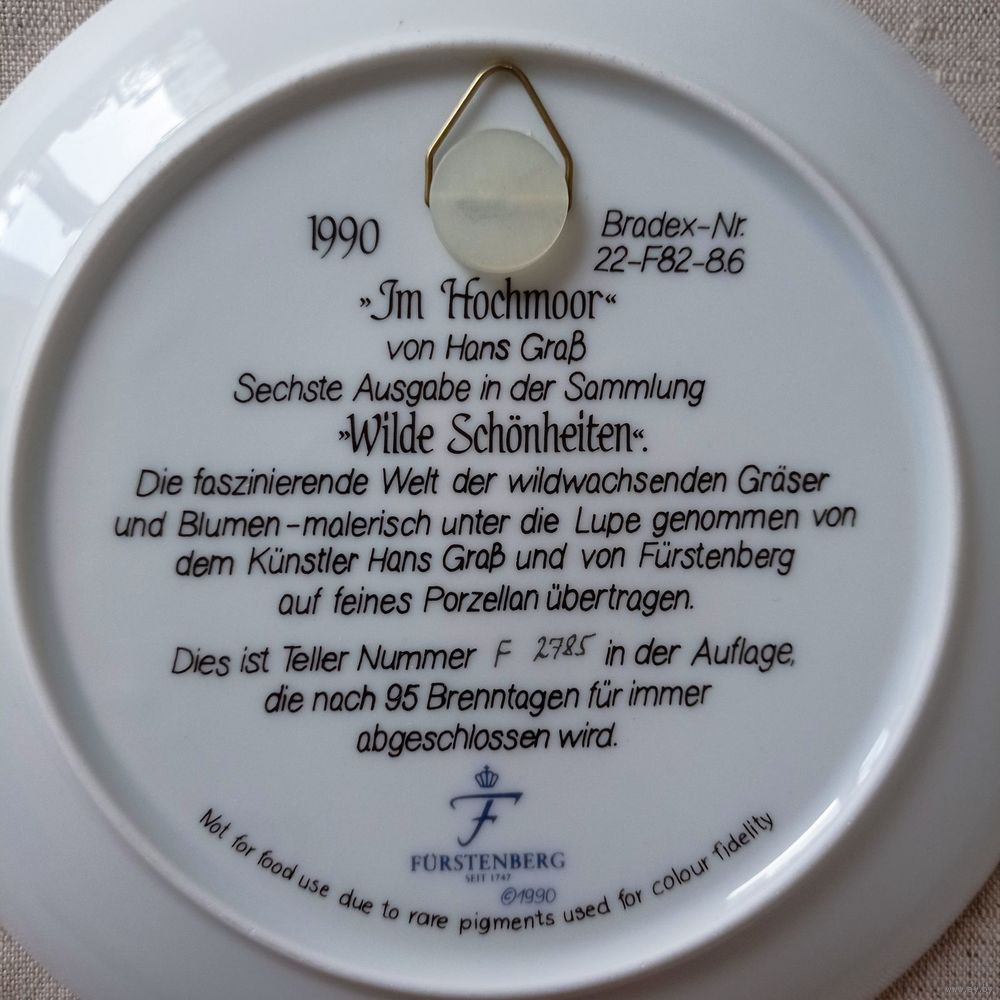 1990
Bradex-Nr.
22-F82-8.6
»Im Hochmoor«
von Hans Graß
Sechste Ausgabe in der Sammlung
»Wilde Schönheiten«.
Die faszinierende Welt der wildwachsenden Gräser
und Blumen - malerisch unter die Lupe genommen von
dem Künstler Hans Graß und von Fürstenberg
auf feines Porzellan übertragen.
Dies ist Teller Nummer F 2785 in der Auflage,
die nach 95 Brenntagen für immer
abgeschlossen wird.
F
FÜRSTENBERG
SEIT 1747
©1990
Not for food use due to rare pigments used for colour fidelity